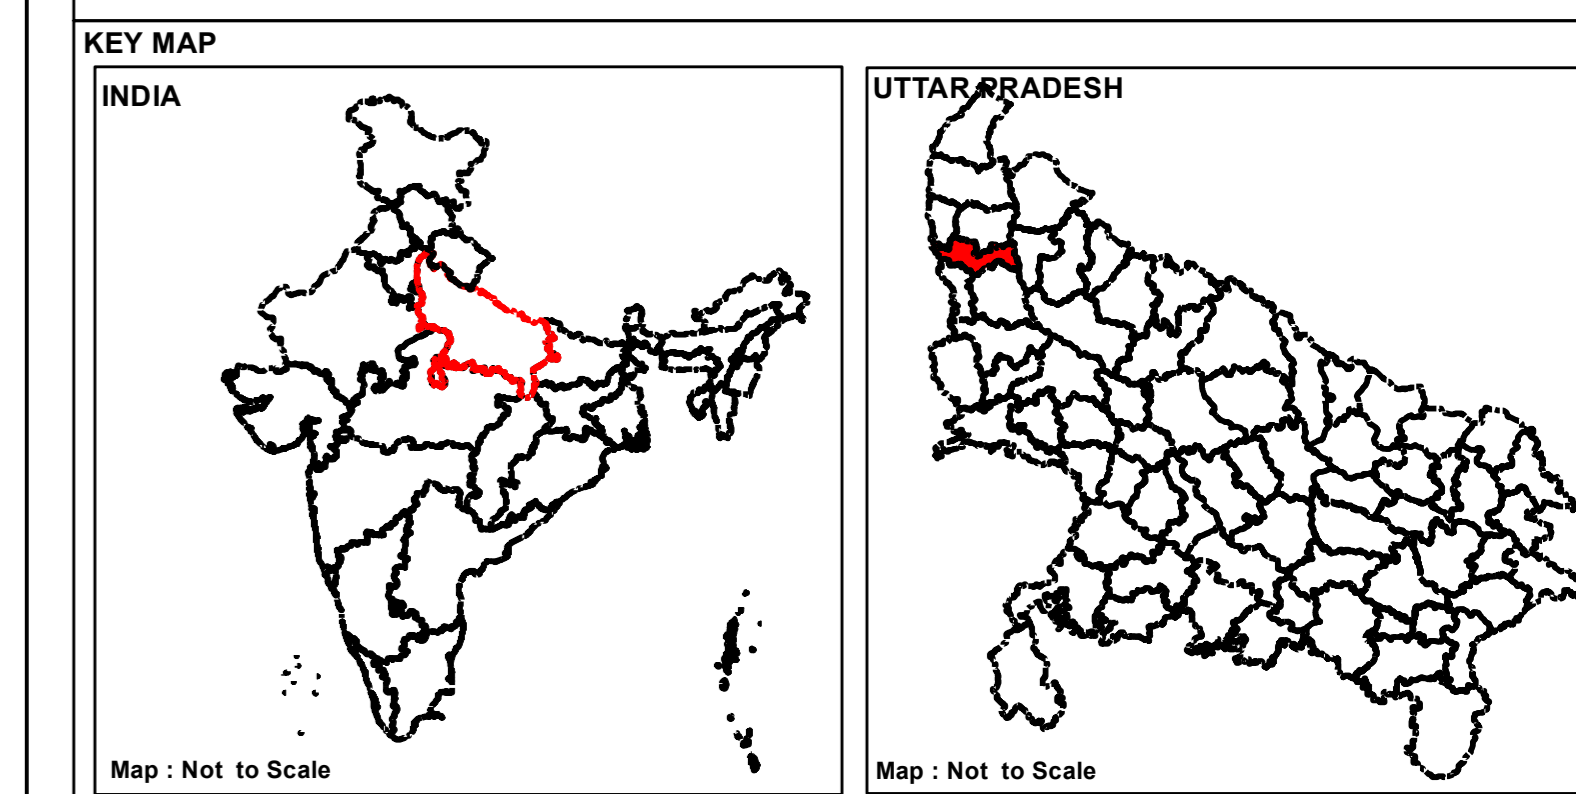 KEY MAP
INDIA
UTTAR PRADESH
Map : Not to Scale
Map : Not to Scale